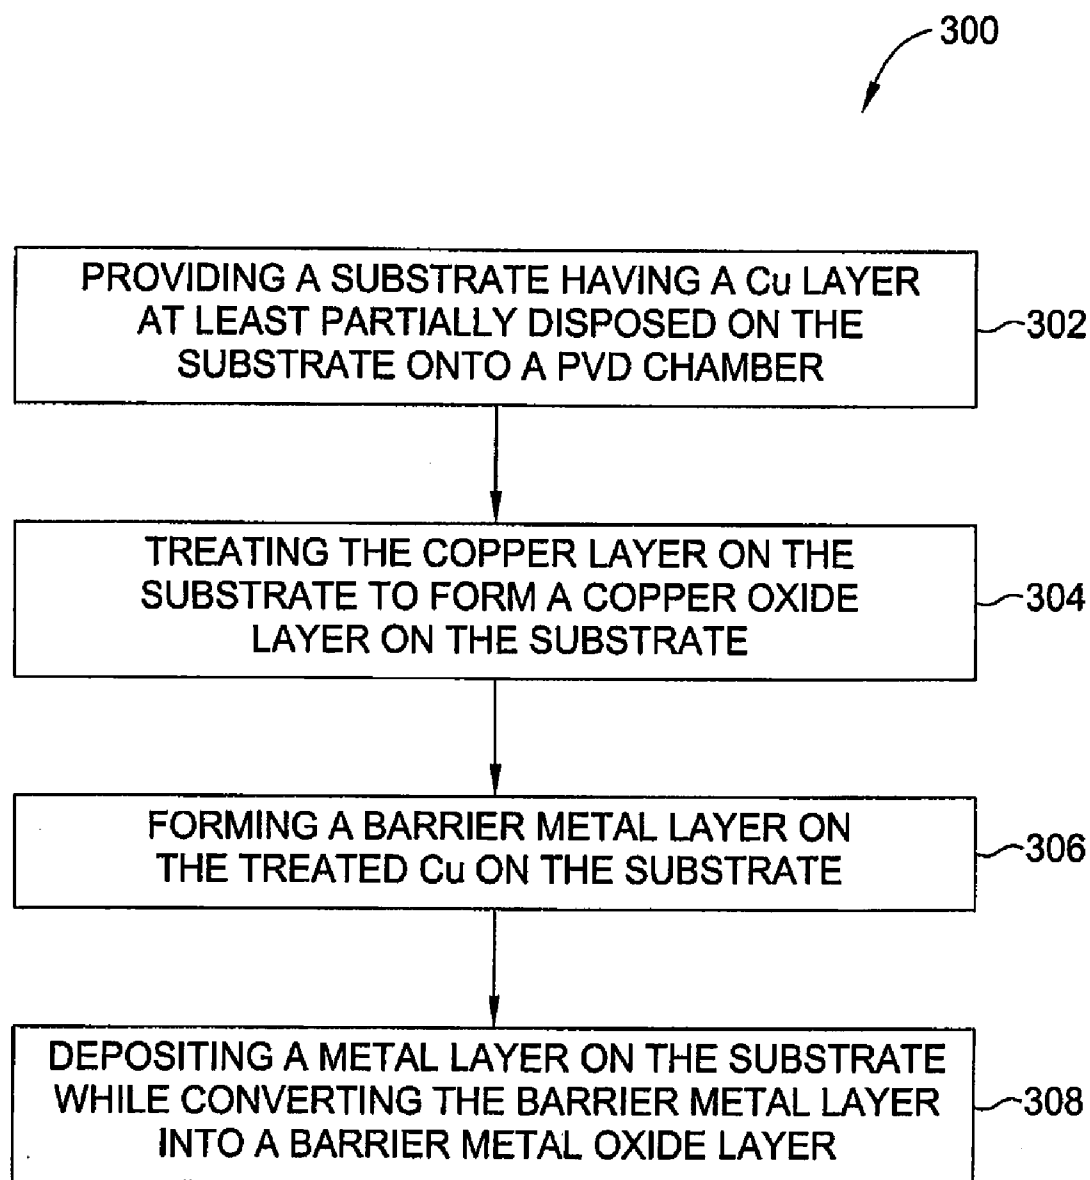 300
PROVIDING A SUBSTRATE HAVING A Cu LAYER
AT LEAST PARTIALLY DISPOSED ON THE
SUBSTRATE ONTO A PVD CHAMBER
302
TREATING THE COPPER LAYER ON THE
SUBSTRATE TO FORM A COPPER OXIDE
LAYER ON THE SUBSTRATE
304
FORMING A BARRIER METAL LAYER ON
THE TREATED Cu ON THE SUBSTRATE
306
DEPOSITING A METAL LAYER ON THE SUBSTRATE
WHILE CONVERTING THE BARRIER METAL LAYER
INTO A BARRIER METAL OXIDE LAYER
308